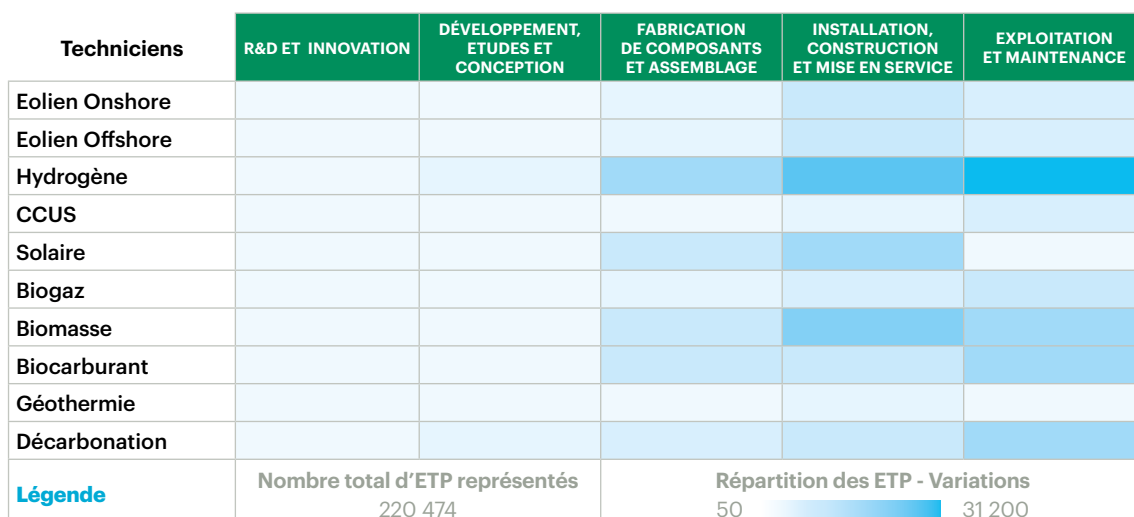 Techniciens
R&D ET INNOVATION
DÉVELOPPEMENT,
ETUDES ET
CONCEPTION
FABRICATION
DE COMPOSANTS
ET ASSEMBLAGE
INSTALLATION,
CONSTRUCTION
ET MISE EN SERVICE
EXPLOITATION
ET MAINTENANCE
Eolien Onshore
Eolien Offshore
Hydrogène
CCUS
Solaire
Biogaz
Biomasse
Biocarburant
Géothermie
Décarbonation
Légende
Nombre total d'ETP représentés
220 474
Répartition des ETP - Variations
50 31 200